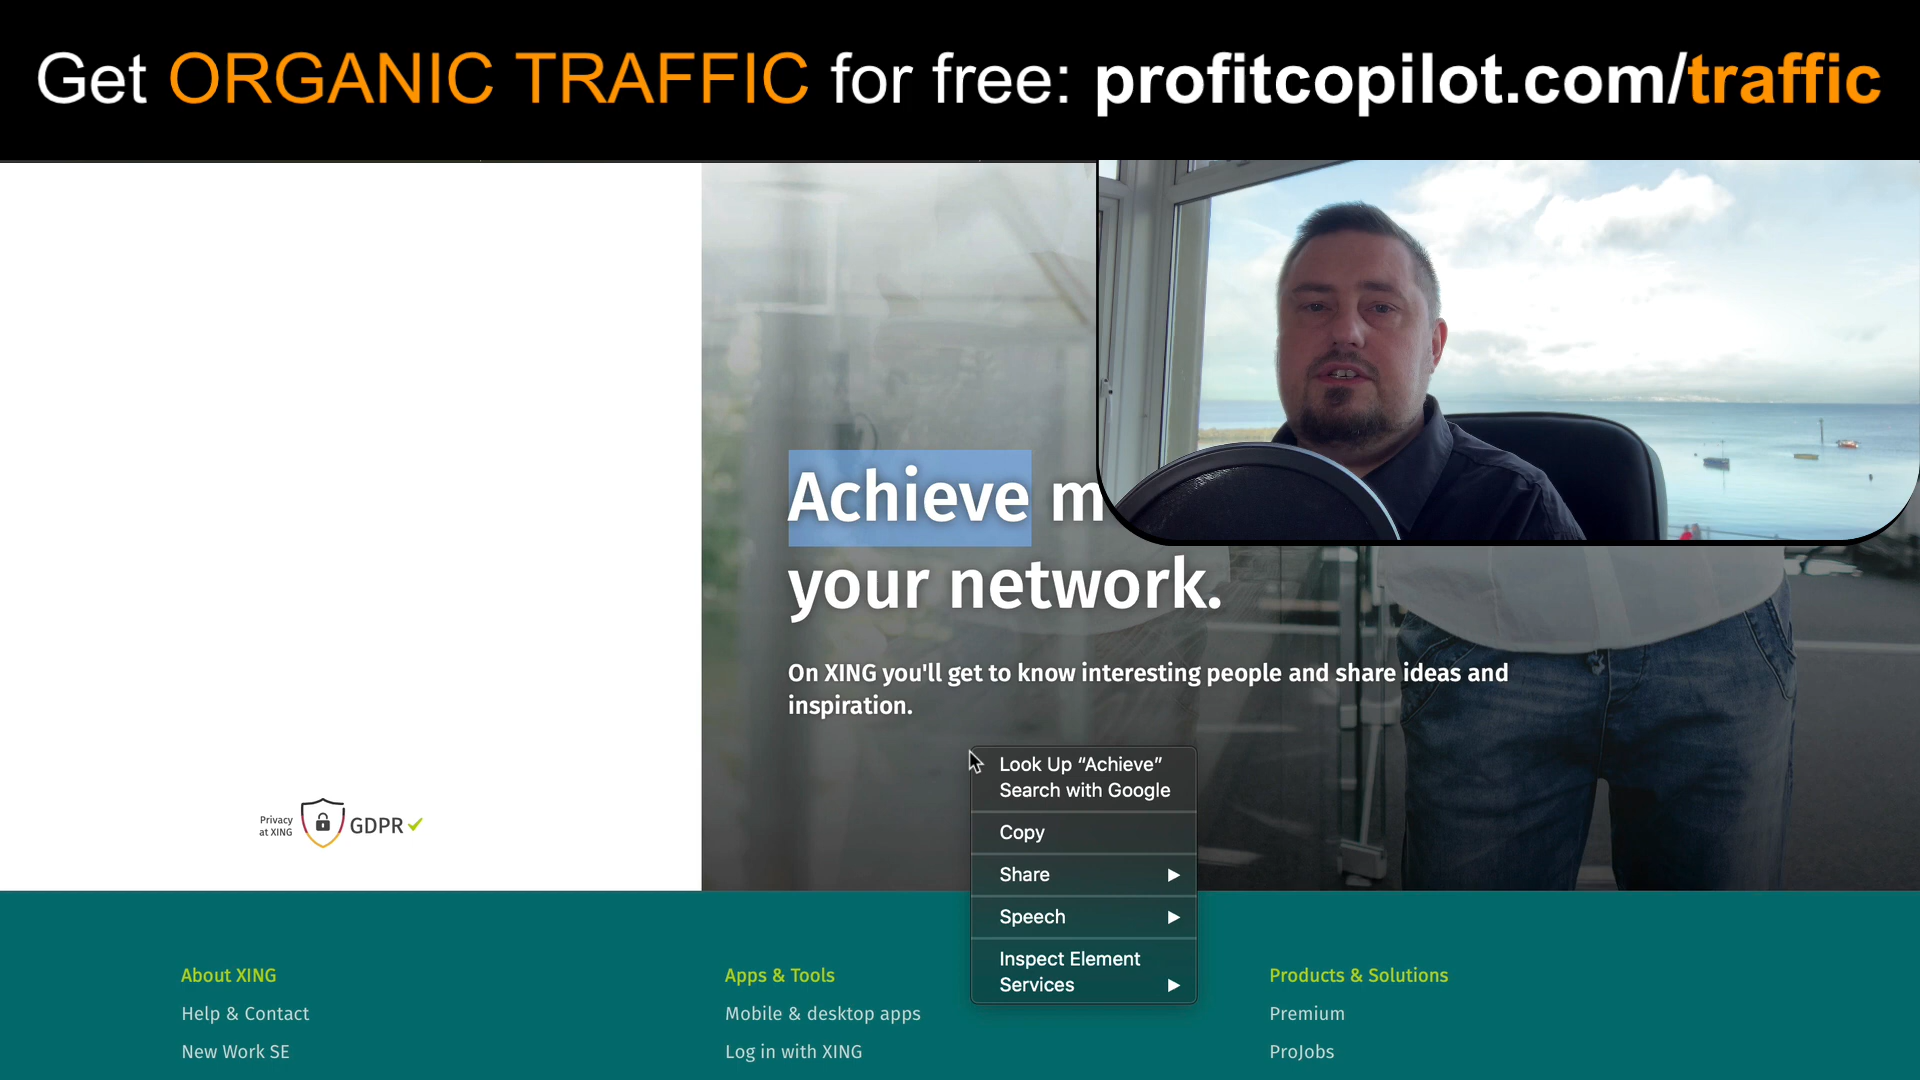 Get ORGANIC TRAFFIC for free: profitcopilot.com/traffic
Achieve m
your network.
On XING you'll get to know interesting people and share ideas and
inspiration.
Look Up “Achieve”
Search with Google
Copy
Share
Speech
Inspect Element
Services
Privacy
at XING
GDPR
About XING
Help & Contact
New Work SE
Apps & Tools
Mobile & desktop apps
Log in with XING
Products & Solutions
Premium
ProJobs